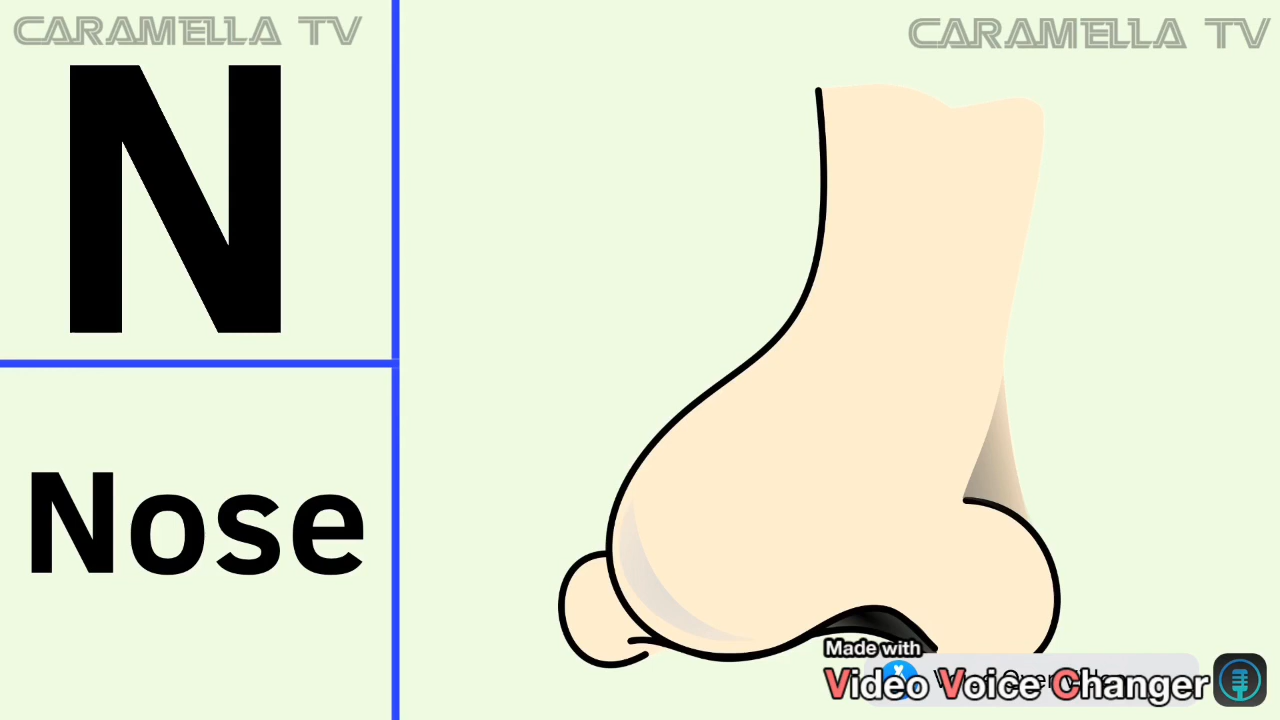 CARAMELLA TV
CARAMELLA TV
N
Nose
Made with
Video Voice Changer